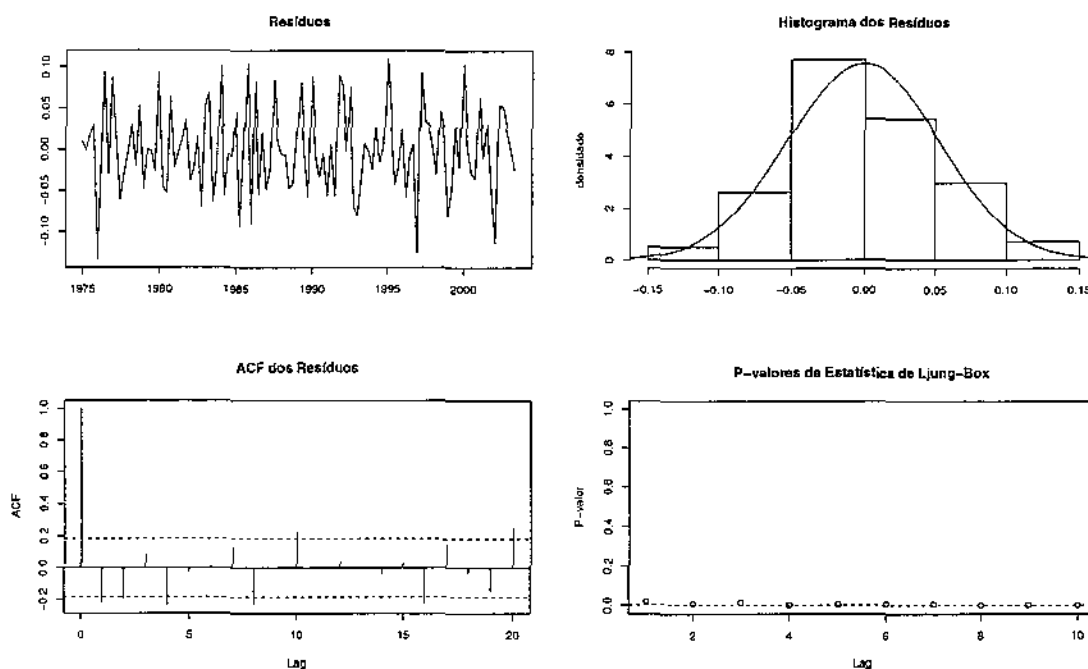 Resíduos
0.10
0.05
0.00
-0.05
-0.10
1975 1980 1985 1990 1995 2000
Histograma dos Resíduos
densidade
8
6
4
2
0
-0.15 -0.10 -0.05 0.00 0.05 0.10 0.15
ACF dos Resíduos
ACF
1.0
0.8
0.6
0.4
0.2
0.0
-0.2
0 5 10 15 20
Lag
P-valores da Estatística de Ljung-Box
P-valor
1.0
0.8
0.6
0.4
0.2
0.0
2 4 6 8 10
Lag